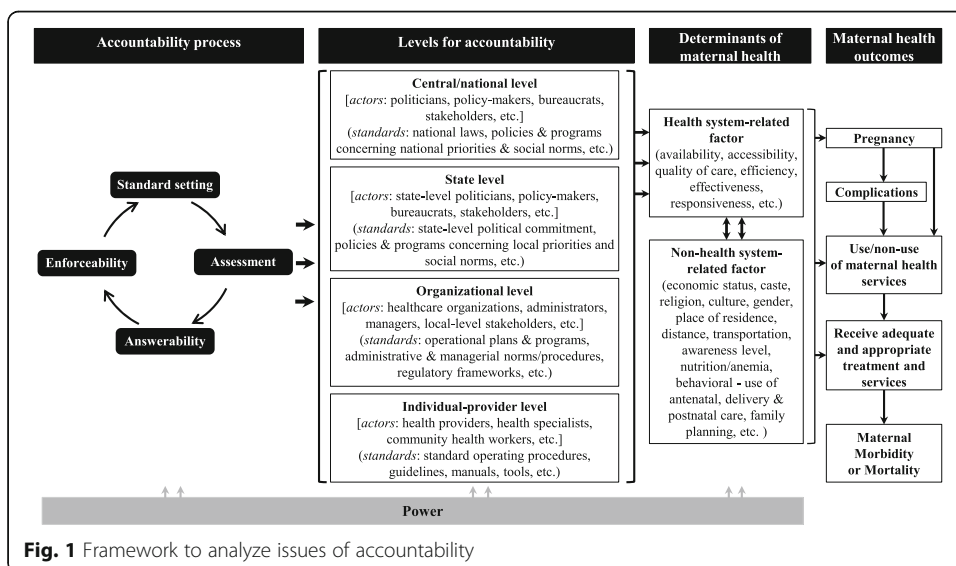 Accountability process
Levels for accountability
Determinants of
maternal health
Maternal health
outcomes
Standard setting
Assessment
Answerability
Enforceability
Central/national level
[actors: politicians, policy-makers, bureaucrats,
stakeholders, etc.]
(standards: national laws, policies & programs
concerning national priorities & social norms, etc.)
State level
[actors: state-level politicians, policy-makers,
bureaucrats, stakeholders, etc.]
(standards: state-level political commitment,
policies & programs concerning local priorities and
social norms, etc.)
Organizational level
[actors: healthcare organizations, administrators,
managers, local-level stakeholders, etc.]
(standards: operational plans & programs,
administrative & managerial norms/procedures,
regulatory frameworks, etc.)
Individual-provider level
[actors: health providers, health specialists,
community health workers, etc.]
(standards: standard operating procedures,
guidelines, manuals, tools, etc.)
Health system-related
factor
(availability, accessibility,
quality of care, efficiency,
effectiveness,
responsiveness, etc.)
Non-health system-
related factor
(economic status, caste,
religion, culture, gender,
place of residence,
distance, transportation,
awareness level,
nutrition/anemia,
behavioral - use of
antenatal, delivery &
postnatal care, family
planning, etc. )
Pregnancy
Complications
Use/non-use
of maternal health
services
Receive adequate
and appropriate
treatment and
services
Maternal
Morbidity
or Mortality
Power
Fig. 1 Framework to analyze issues of accountability